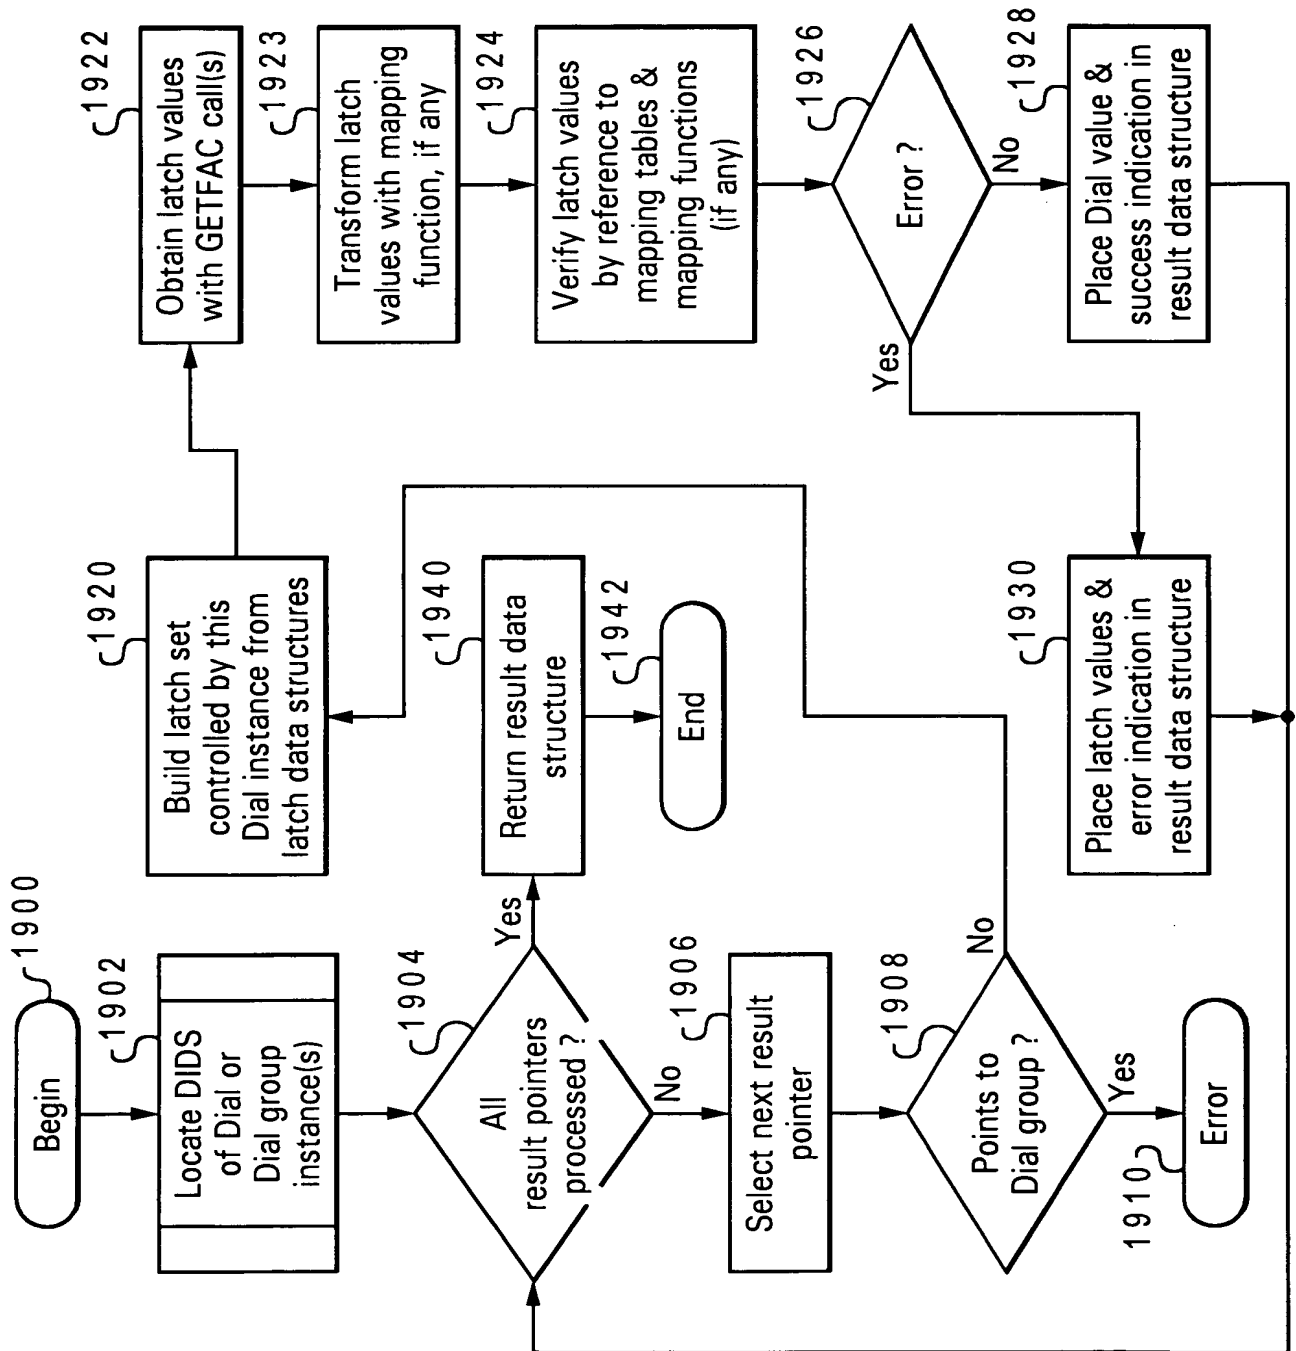 1900
Begin
1902
Locate DIDS
of Dial or
Dial group
instance(s)
1904
All
result pointers
processed ?
Yes
No
1906
Select next result
pointer
1908
Points to
Dial group ?
No
Yes
1910
Error
1920
Build latch set
controlled by this
Dial instance from
latch data structures
1940
Return result data
structure
1942
End
1922
Obtain latch values
with GETFAC call(s)
1923
Transform latch
values with mapping
function, if any
1924
Verify latch values
by reference to
mapping tables &
mapping functions
(if any)
1926
Error ?
Yes
No
1928
Place Dial value &
success indication in
result data structure
1930
Place latch values &
error indication in
result data structure